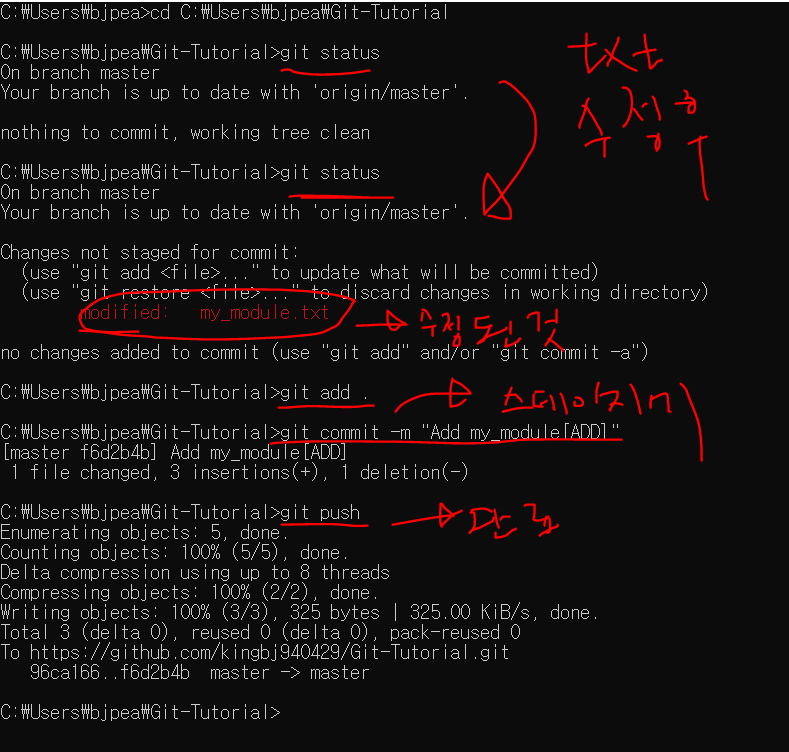 C:\Users\bjpea>cd C:\Users\bjpea\Git-Tutorial
C:\Users\bjpea\Git-Tutorial>git status
On branch master
Your branch is up to date with 'origin/master'.
nothing to commit, working tree clean
txt
수정 후
C:\Users\bjpea\Git-Tutorial>git status
On branch master
Your branch is up to date with 'origin/master'.
Changes not staged for commit:
(use "git add <file>..." to update what will be committed)
(use "git restore <file>..." to discard changes in working directory)
modified: my_module.txt
수정 된 것
no changes added to commit (use "git add" and/or "git commit -a")
C:\Users\bjpea\Git-Tutorial>git add .
스테이지
C:\Users\bjpea\Git-Tutorial>git commit -m "Add my_module[ADD]"
[master f6d2b4b] Add my_module[ADD]
1 file changed, 3 insertions(+), 1 deletion(-)
C:\Users\bjpea\Git-Tutorial>git push
완료
Enumerating objects: 5, done.
Counting objects: 100% (5/5), done.
Delta compression using up to 8 threads
Compressing objects: 100% (2/2), done.
Writing objects: 100% (3/3), 325 bytes | 325.00 KiB/s, done.
Total 3 (delta 0), reused 0 (delta 0), pack-reused 0
To https://github.com/kingbj940429/Git-Tutorial.git
96ca166..f6d2b4b master -> master
C:\Users\bjpea\Git-Tutorial>